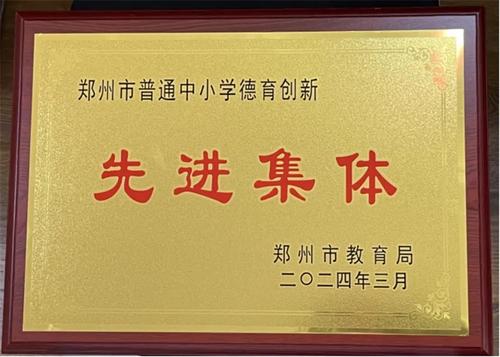 郑州市普通中小学德育创新
先进集体
郑州市教育局
二〇二四年三月